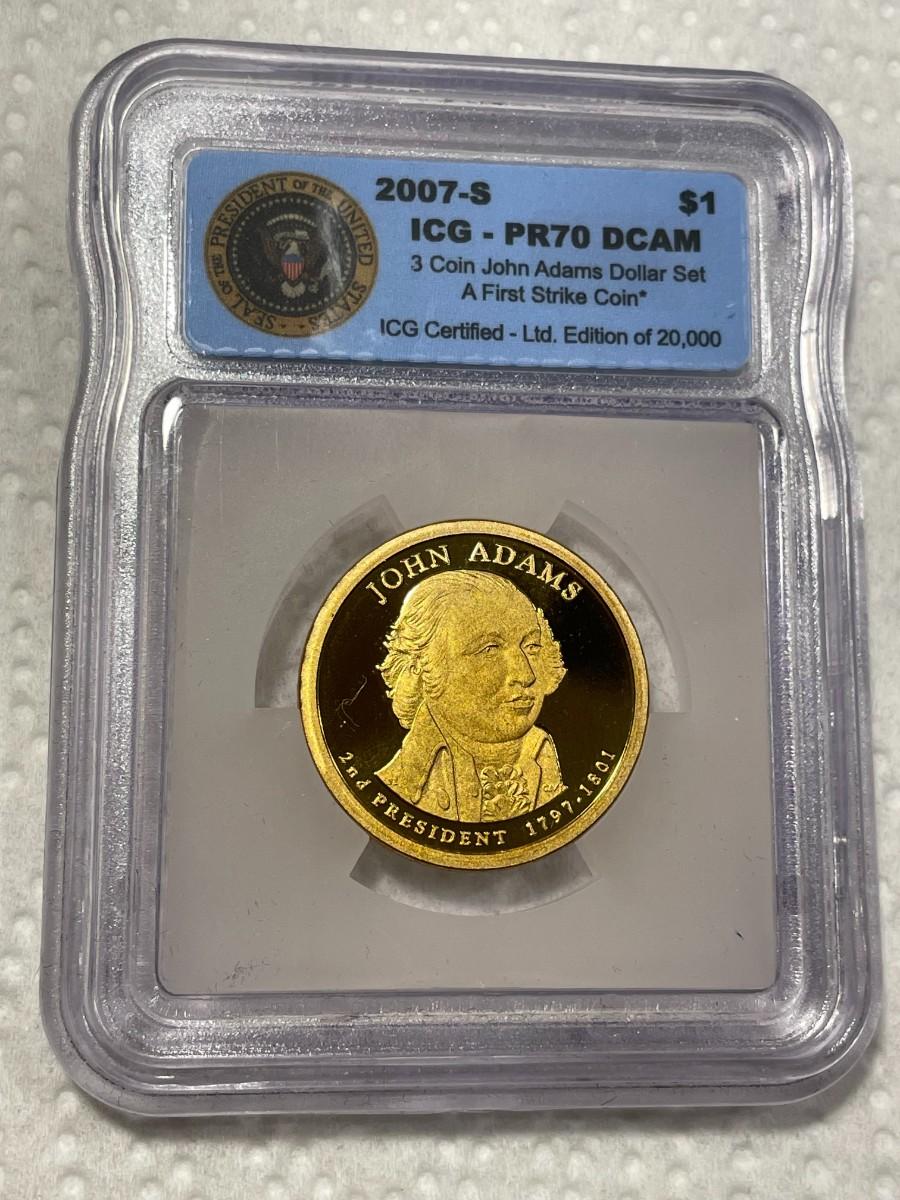 SEAL OF THE PRESIDENT OF THE UNITED STATES
2007-S $1
ICG - PR70 DCAM
3 Coin John Adams Dollar Set
A First Strike Coin*
ICG Certified - Ltd. Edition of 20,000
JOHN ADAMS
2nd PRESIDENT 1797-1801